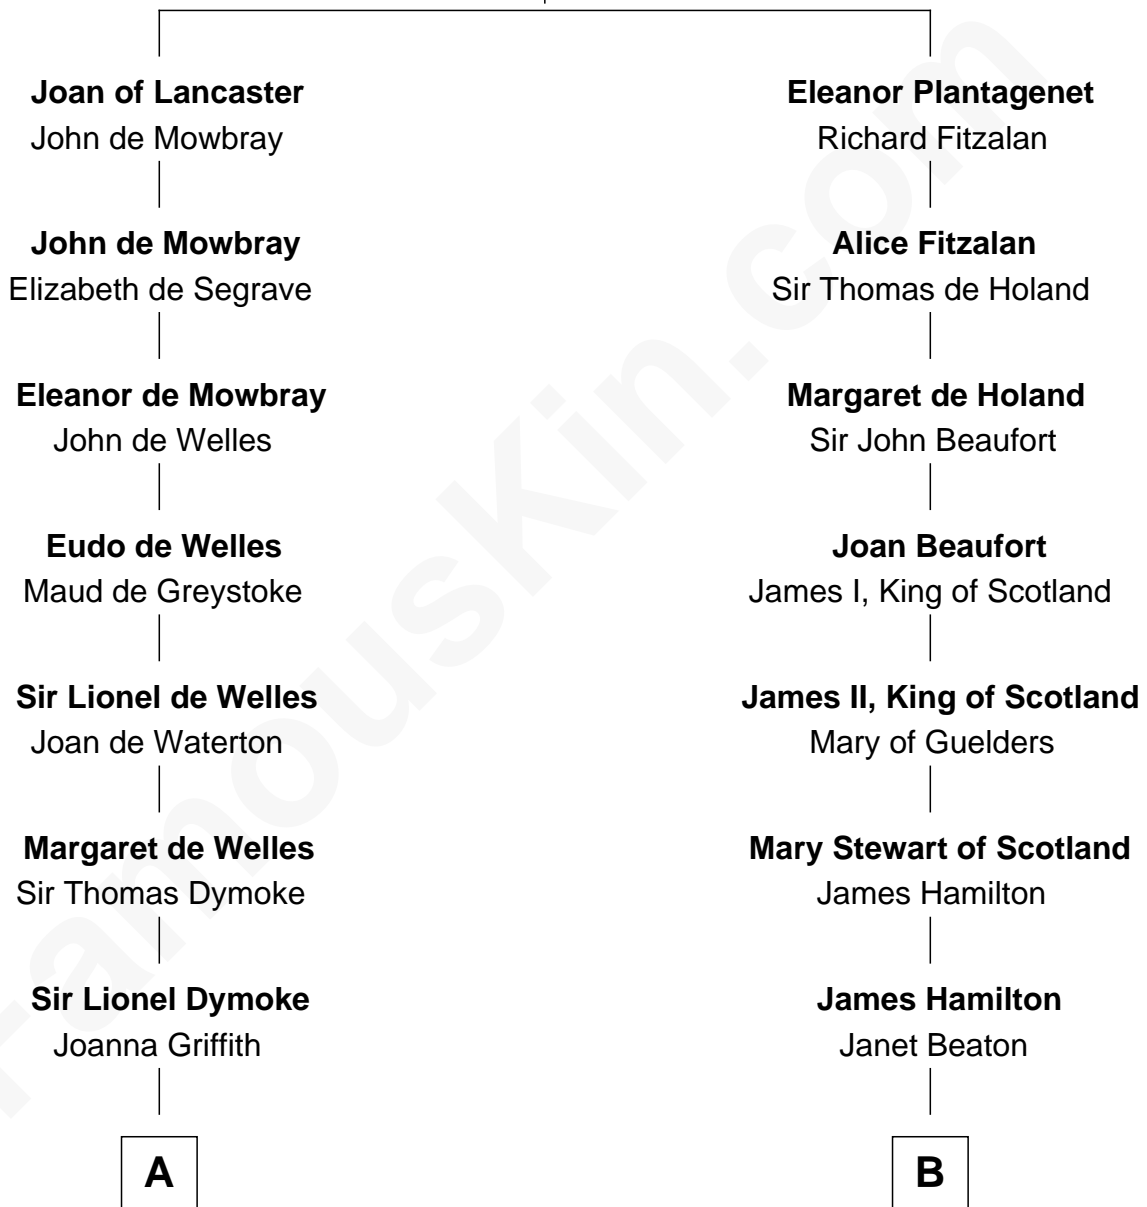 Joan of Lancaster
John de Mowbray
Eleanor Plantagenet
Richard Fitzalan
John de Mowbray
Elizabeth de Segrave
Alice Fitzalan
Sir Thomas de Holand
Eleanor de Mowbray
John de Welles
Margaret de Holand
Sir John Beaufort
Eudo de Welles
Maud de Greystoke
Joan Beaufort
James I, King of Scotland
Sir Lionel de Welles
Joan de Waterton
James II, King of Scotland
Mary of Guelders
Margaret de Welles
Sir Thomas Dymoke
Mary Stewart of Scotland
James Hamilton
Sir Lionel Dymoke
Joanna Griffith
James Hamilton
Janet Beaton
A
B
FamousKin.com